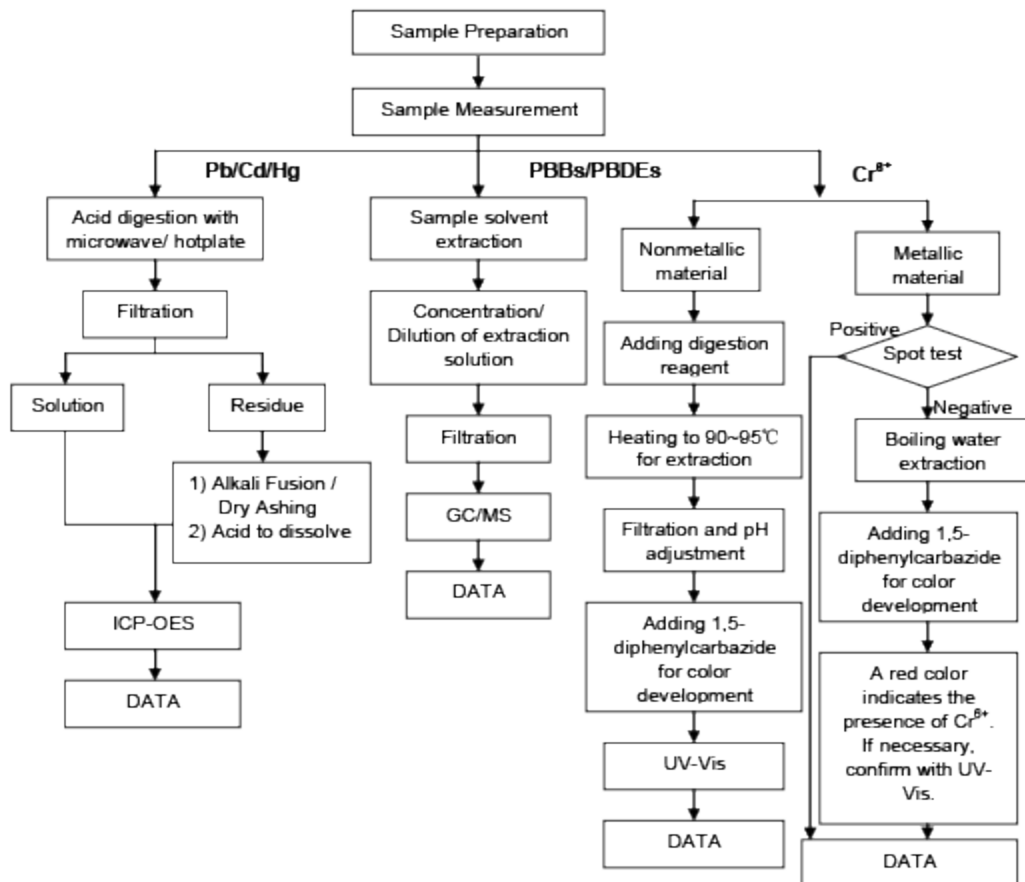 Sample Preparation
Sample Measurement
Pb/Cd/Hg
PBBs/PBDEs
Cr⁶⁺
Acid digestion with
microwave/ hotplate
Filtration
Solution
Residue
1) Alkali Fusion /
Dry Ashing
2) Acid to dissolve
ICP-OES
DATA
Sample solvent
extraction
Concentration/
Dilution of extraction
solution
Filtration
GC/MS
DATA
Nonmetallic
material
Adding digestion
reagent
Heating to 90~95℃
for extraction
Filtration and pH
adjustment
Adding 1,5-
diphenylcarbazide
for color
development
UV-Vis
DATA
Metallic
material
Positive
Spot test
Negative
Boiling water
extraction
Adding 1,5-
diphenylcarbazide
for color
development
A red color
indicates the
presence of Cr⁶⁺.
If necessary,
confirm with UV-
Vis.
DATA